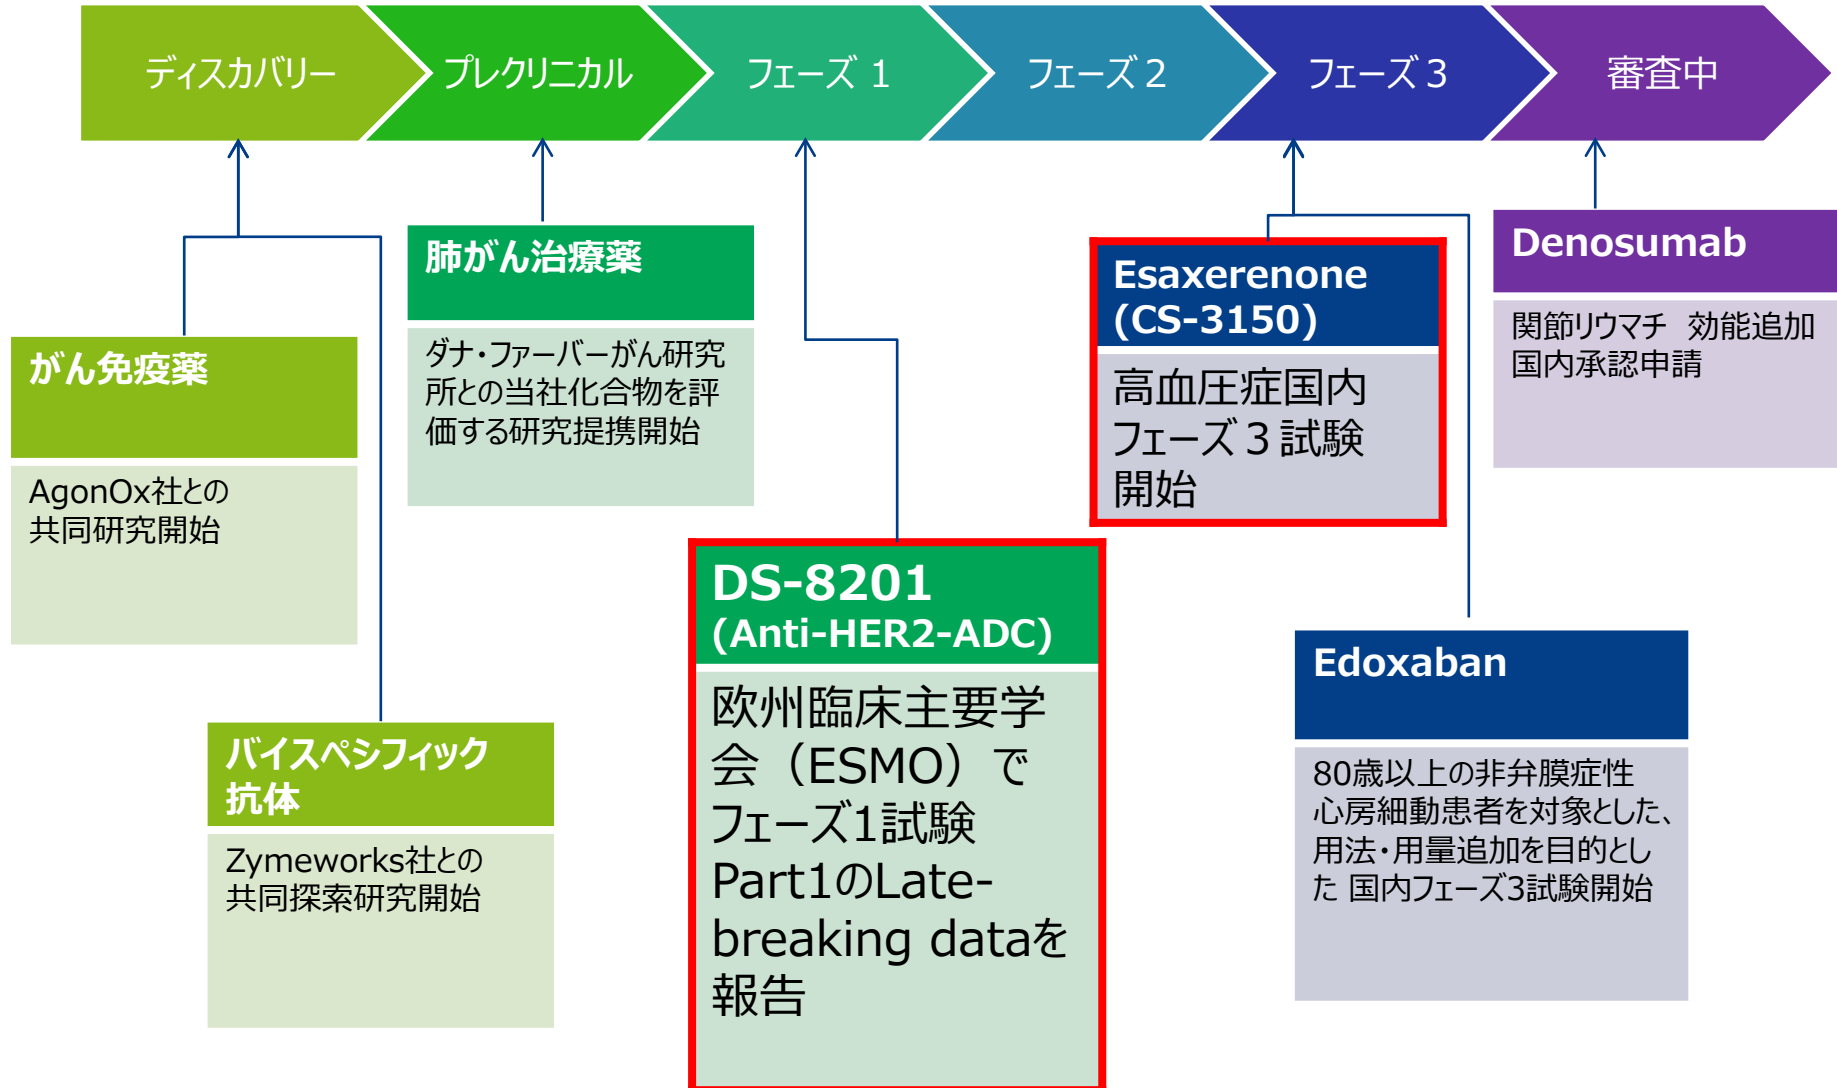 ディスカバリー
プレクリニカル
フェーズ 1
フェーズ 2
フェーズ 3
審査中
がん免疫薬
AgonOx社との
共同研究開始
バイスペシフィック
抗体
Zymeworks社との
共同探索研究開始
肺がん治療薬
ダナ・ファーバーがん研究
所との当社化合物を評
価する研究提携開始
DS-8201
(Anti-HER2-ADC)
欧州臨床主要学
会（ESMO）で
フェーズ1試験
Part1のLate-
breaking dataを
報告
Esaxerenone
(CS-3150)
高血圧症国内
フェーズ３試験
開始
Edoxaban
80歳以上の非弁膜症性
心房細動患者を対象とした、
用法・用量追加を目的とし
た 国内フェーズ3試験開始
Denosumab
関節リウマチ 効能追加
国内承認申請